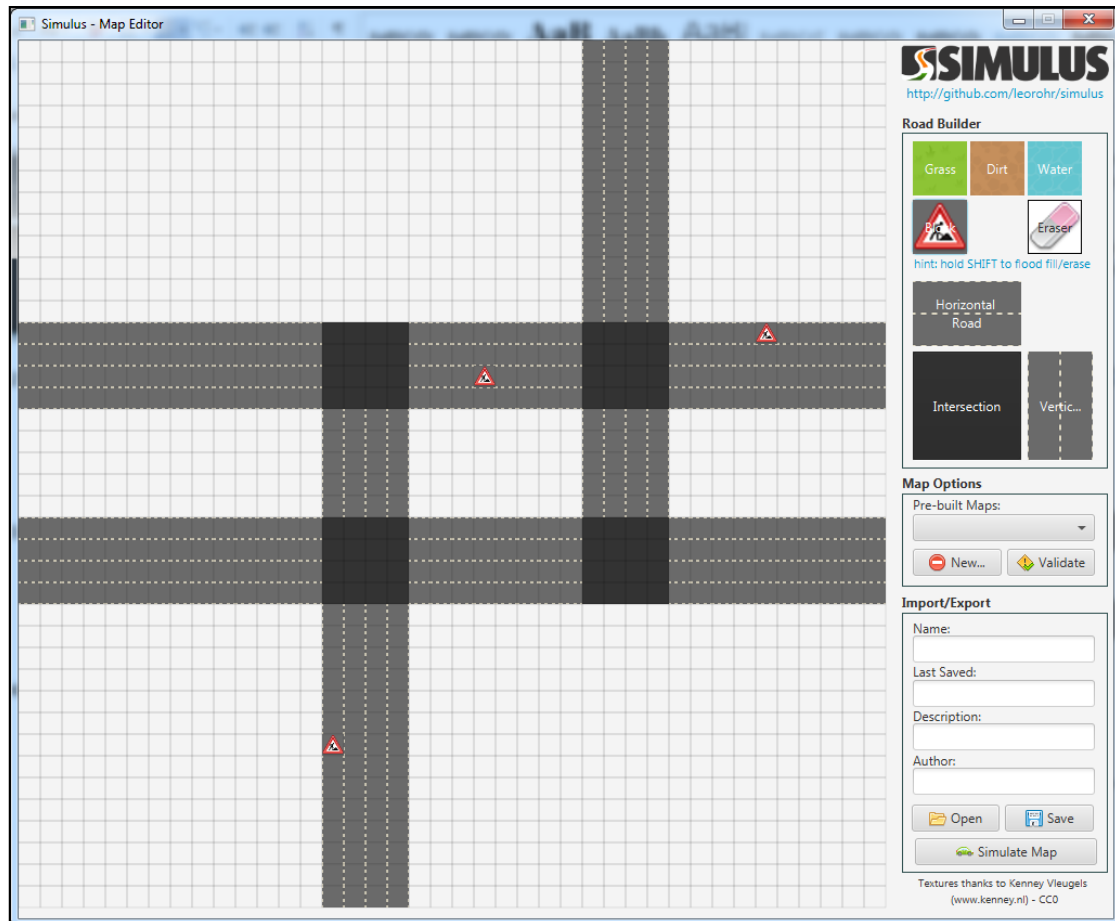 Simulus - Map Editor
SIMULUS
http://github.com/leorohr/simulus
Road Builder
Grass
Dirt
Water
Eraser
hint: hold SHIFT to flood fill/erase
Horizontal
Road
Intersection
Vertic...
Map Options
Pre-built Maps:
New...
Validate
Import/Export
Name:
Last Saved:
Description:
Author:
Open
Save
Simulate Map
Textures thanks to Kenney Vleugels
(www.kenney.nl) - CC0